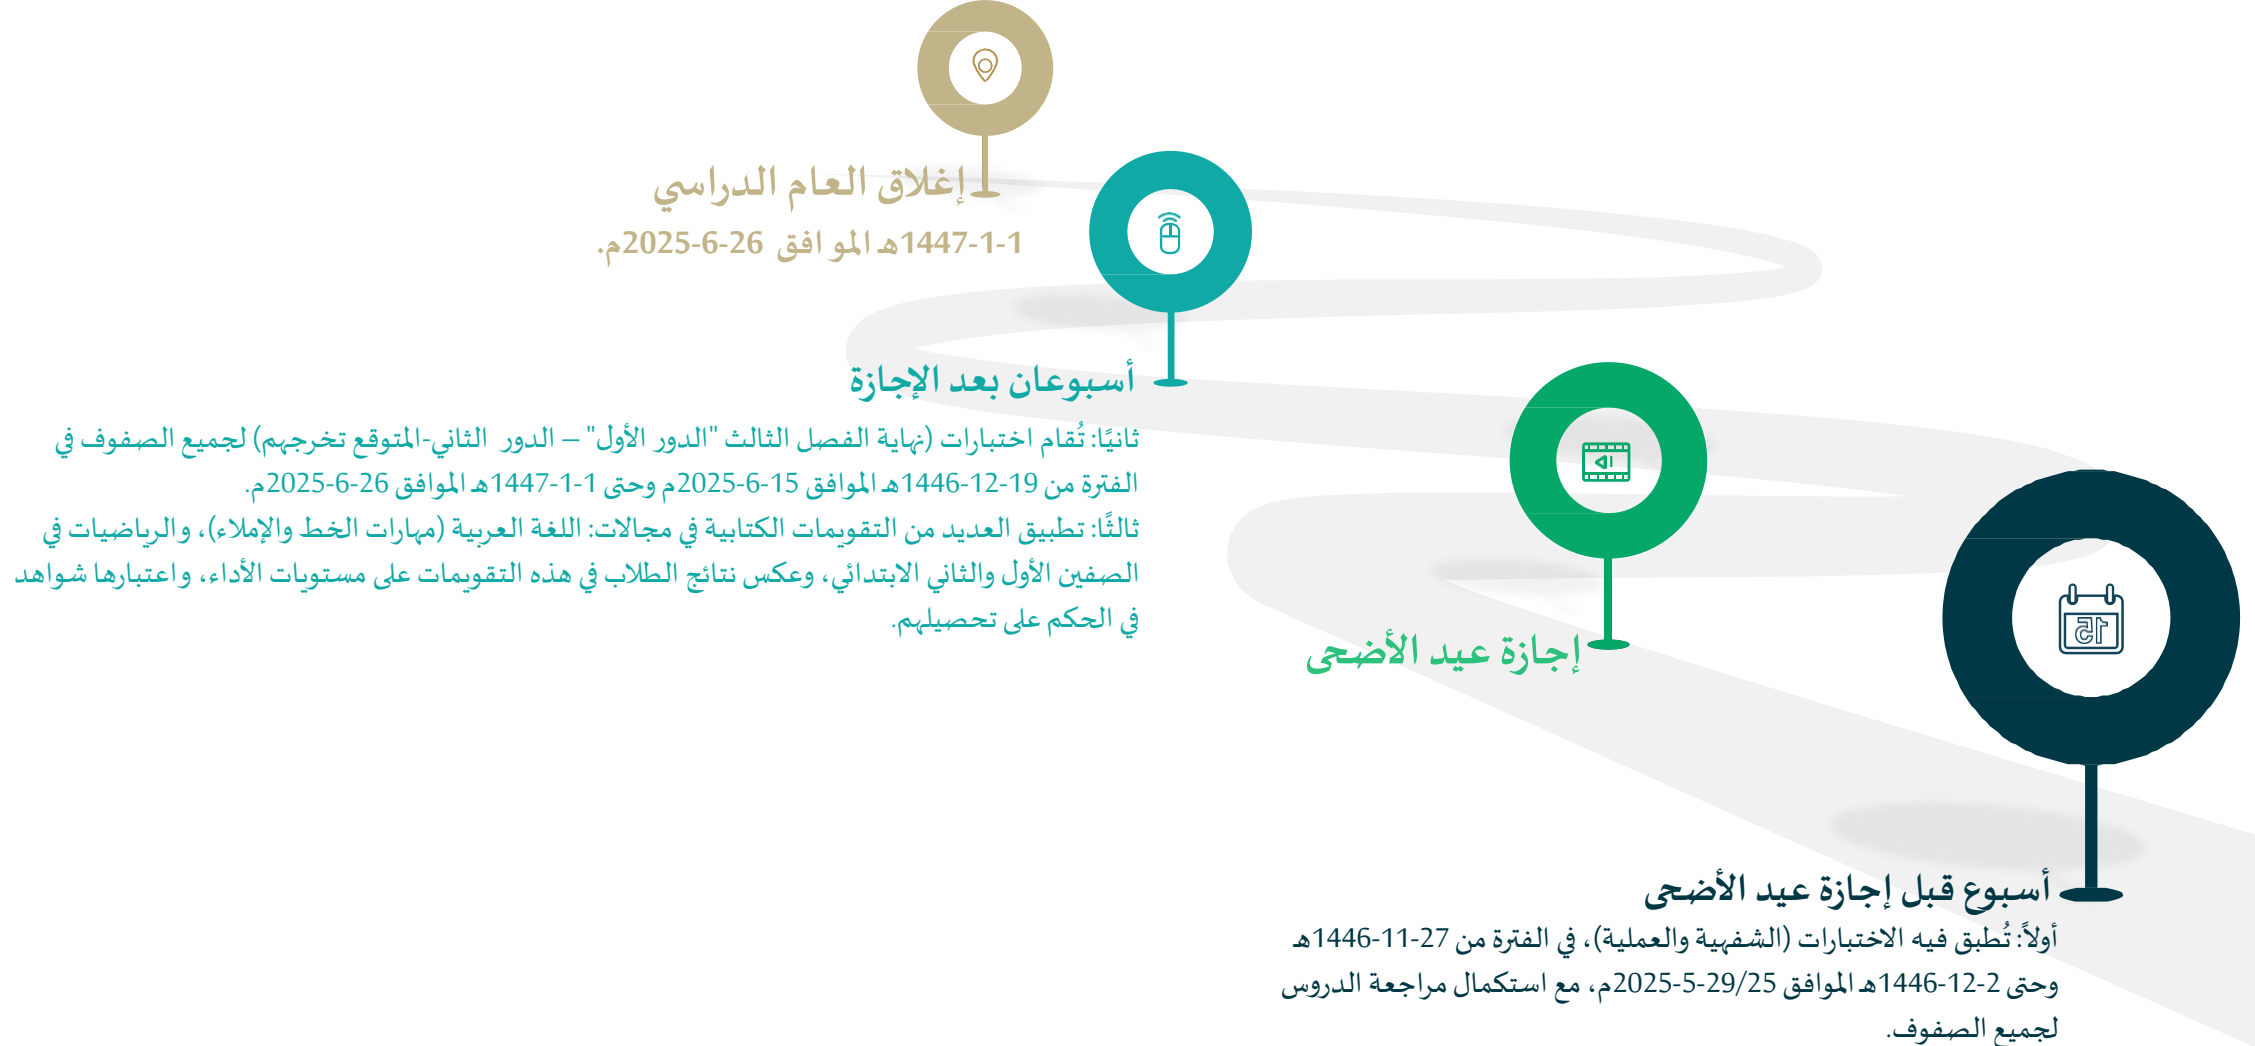 إغلاق العام الدراسي
1-1-1447هـ الموافق 26-6-2025م.
أسبوعان بعد الإجازة
ثانيًا: تُقام اختبارات (نهاية الفصل الثالث "الدور الأول" – الدور الثاني-المتوقع تخرجهم) لجميع الصفوف في
الفترة من 19-12-1446هـ الموافق 15-6-2025م وحتى 1-1-1447هـ الموافق 26-6-2025م.
ثالثًا: تطبيق العديد من التقويمات الكتابية في مجالات: اللغة العربية (مهارات الخط والإملاء)، والرياضيات في
الصفين الأول والثاني الابتدائي، وعكس نتائج الطلاب في هذه التقويمات على مستويات الأداء، واعتبارها شواهد
في الحكم على تحصيلهم.
إجازة عيد الأضحى
أسبوع قبل إجازة عيد الأضحى
أولاً: تُطبق فيه الاختبارات (الشفهية والعملية)، في الفترة من 27-11-1446هـ
وحتى 2-12-1446هـ الموافق 29/25-5-2025م، مع استكمال مراجعة الدروس
لجميع الصفوف.